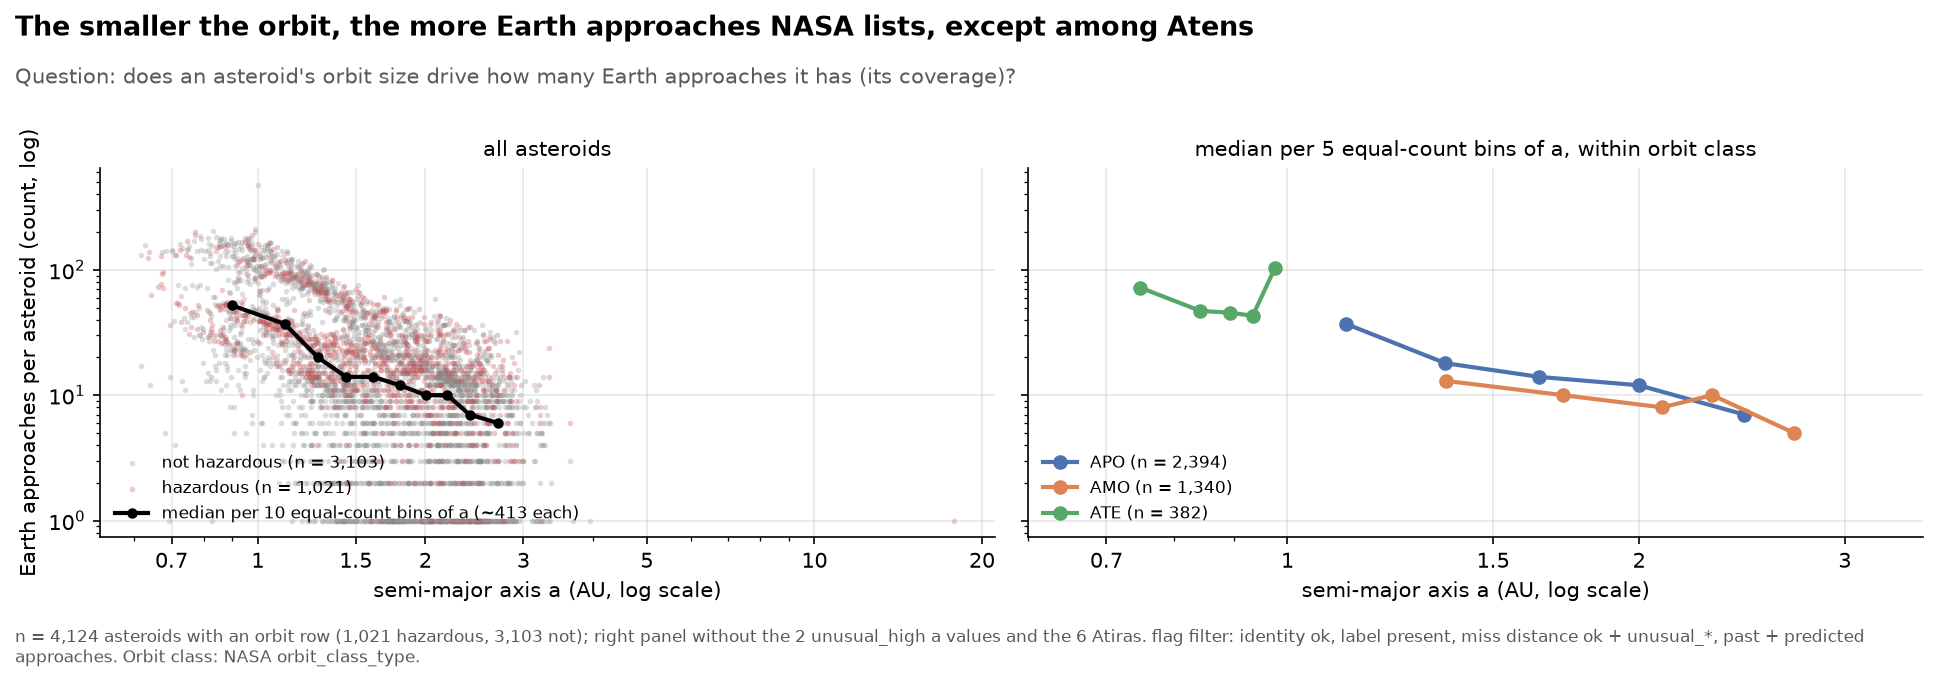 The smaller the orbit, the more Earth approaches NASA lists, except among Atens
Question: does an asteroid's orbit size drive how many Earth approaches it has (its coverage)?
all asteroids
Earth approaches per asteroid (count, log)
10²
10¹
10⁰
not hazardous (n = 3,103)
hazardous (n = 1,021)
median per 10 equal-count bins of a (~413 each)
0.7 1 1.5 2 3 5 10 20
semi-major axis a (AU, log scale)
median per 5 equal-count bins of a, within orbit class
APO (n = 2,394)
AMO (n = 1,340)
ATE (n = 382)
0.7 1 1.5 2 3
semi-major axis a (AU, log scale)
n = 4,124 asteroids with an orbit row (1,021 hazardous, 3,103 not); right panel without the 2 unusual_high a values and the 6 Atiras. flag filter: identity ok, label present, miss distance ok + unusual_*, past + predicted
approaches. Orbit class: NASA orbit_class_type.